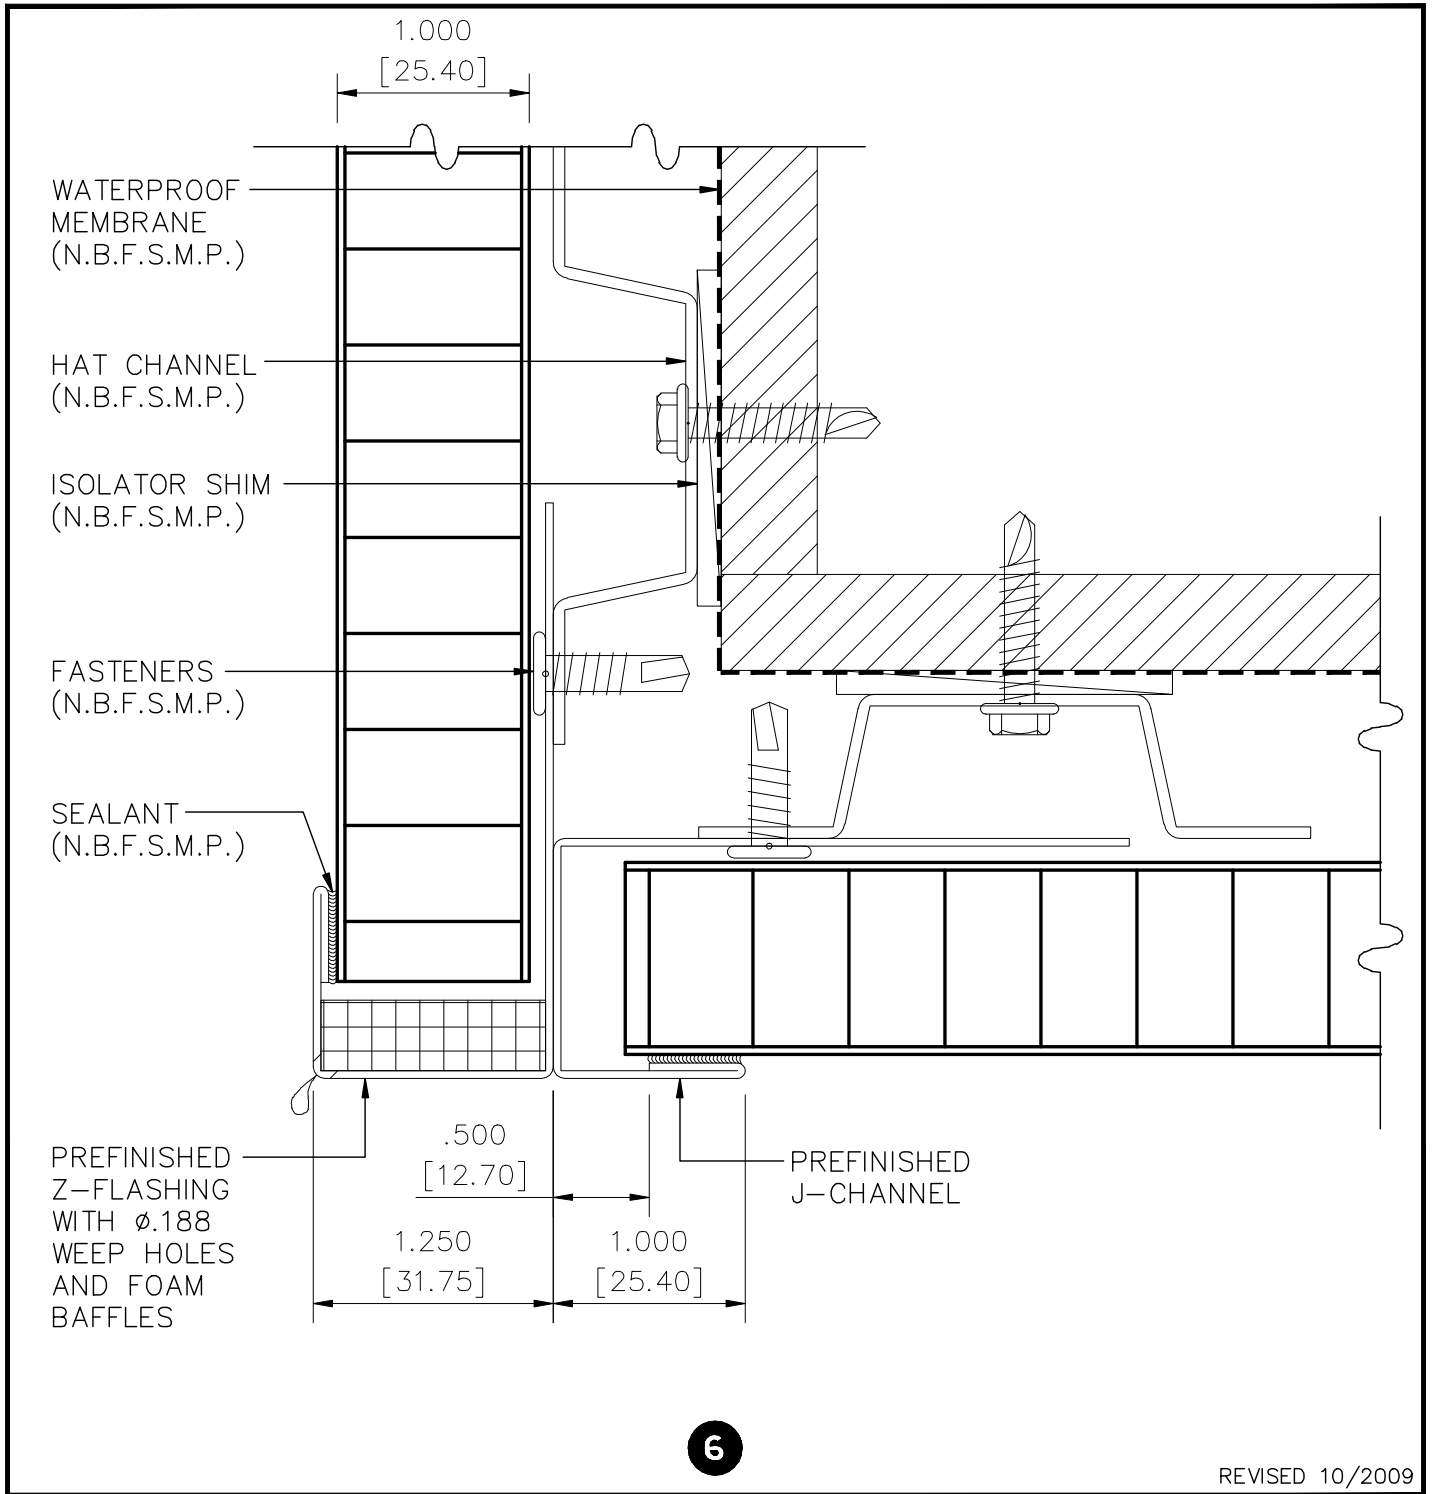 1.000
[25.40]
WATERPROOF
MEMBRANE
(N.B.F.S.M.P.)
HAT CHANNEL
(N.B.F.S.M.P.)
ISOLATOR SHIM
(N.B.F.S.M.P.)
FASTENERS
(N.B.F.S.M.P.)
SEALANT
(N.B.F.S.M.P.)
PREFINISHED
Z-FLASHING
WITH ø.188
WEEP HOLES
AND FOAM
BAFFLES
.500
[12.70]
1.250
[31.75]
1.000
[25.40]
PREFINISHED
J-CHANNEL
6
REVISED 10/2009